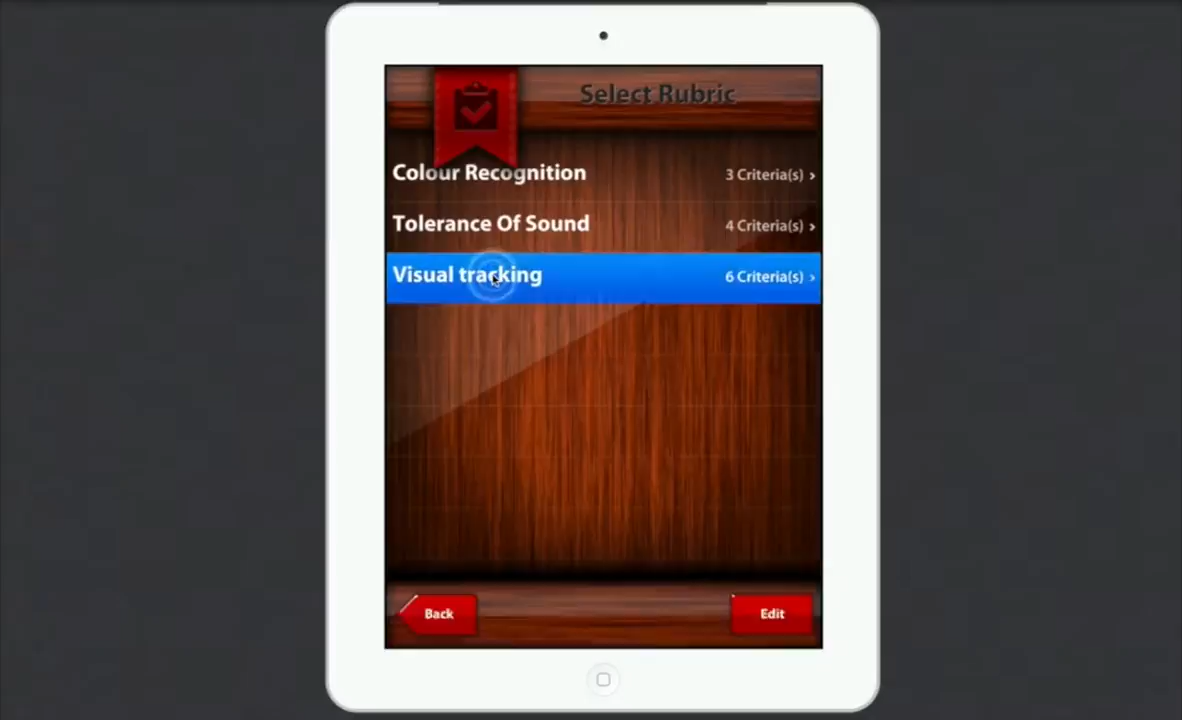 Select Rubric
Colour Recognition 3 Criteria(s) ›
Tolerance Of Sound 4 Criteria(s) ›
Visual tracking 6 Criteria(s) ›
Back Edit